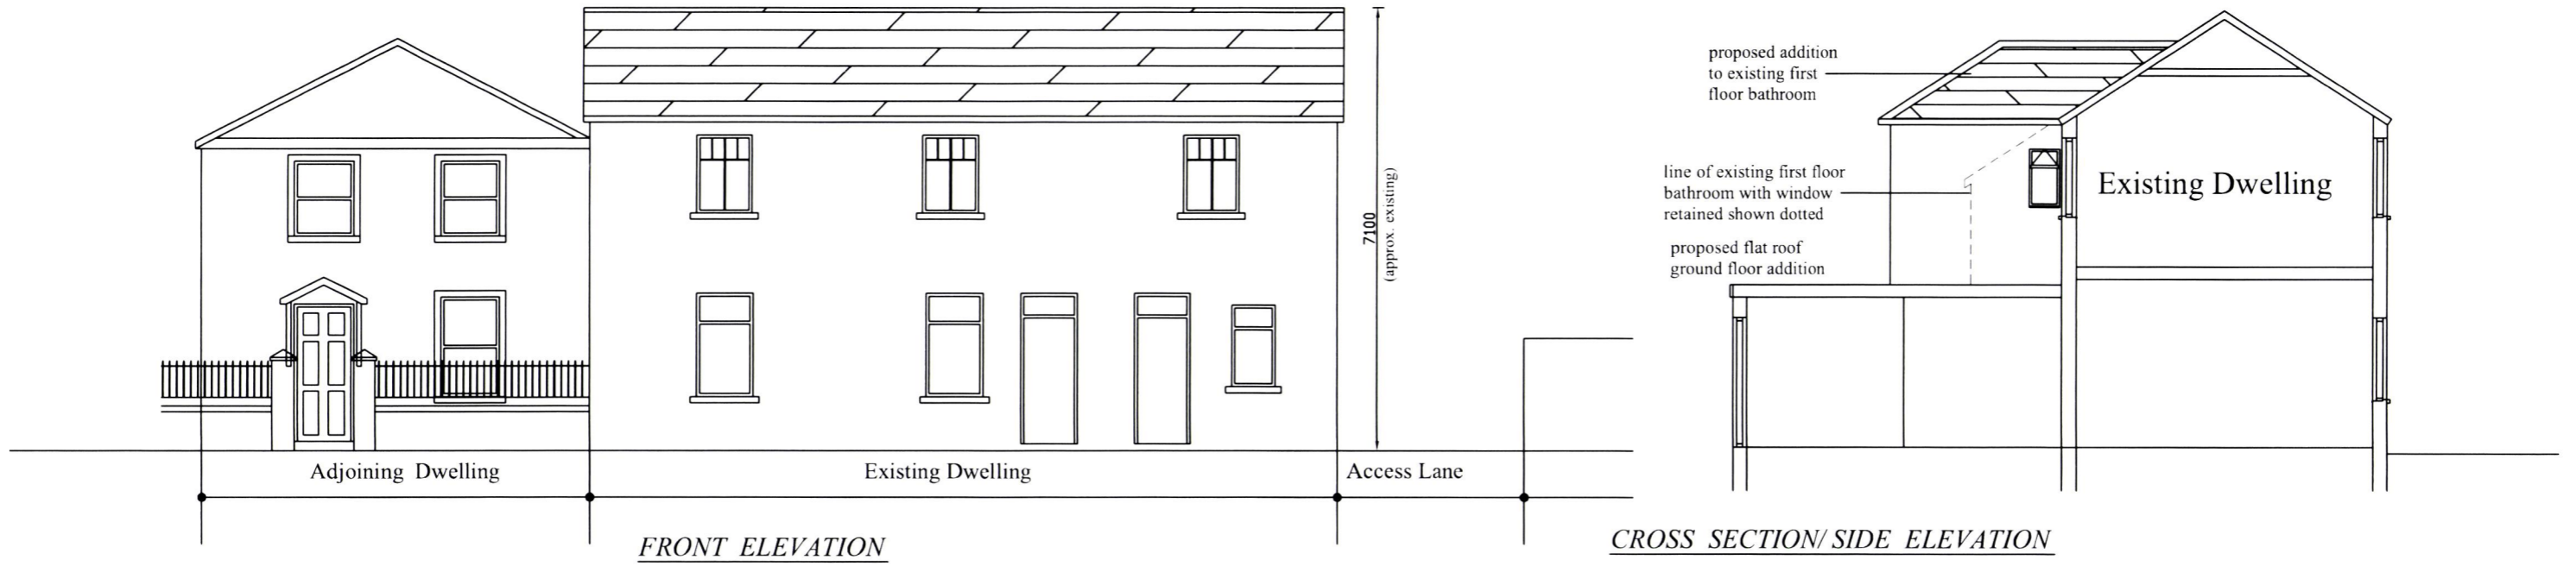 7100
(approx. existing)
Adjoining Dwelling
Existing Dwelling
Access Lane
FRONT ELEVATION
proposed addition
to existing first
floor bathroom
line of existing first floor
bathroom with window
retained shown dotted
proposed flat roof
ground floor addition
Existing Dwelling
CROSS SECTION/ SIDE ELEVATION